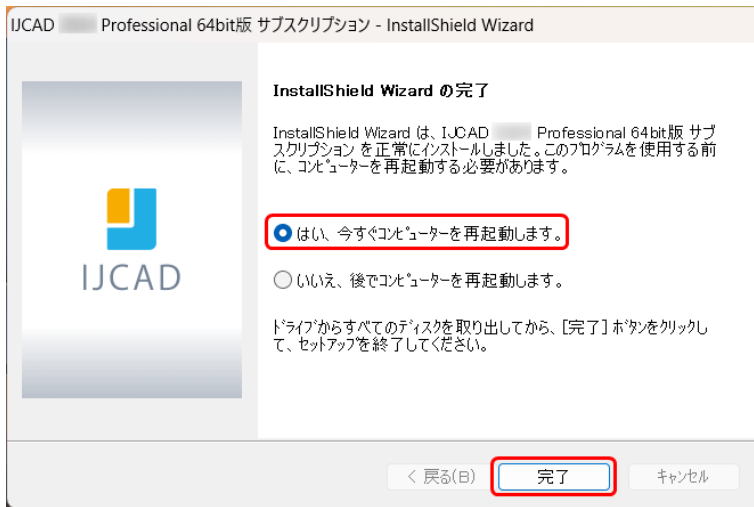 IJCAD Professional 64bit版 サブスクリプション - InstallShield Wizard
InstallShield Wizard の完了
InstallShield Wizard は、IJCAD Professional 64bit版 サブ
スクリプション を正常にインストールしました。このプログラムを使用する前
に、コンピューターを再起動する必要があります。
はい、今すぐコンピューターを再起動します。
IJCAD
いいえ、後でコンピューターを再起動します。
ドライブからすべてのディスクを取り出してから、[完了] ボタンをクリックし
て、セットアップを終了してください。
< 戻る(B)
完了
キャンセル